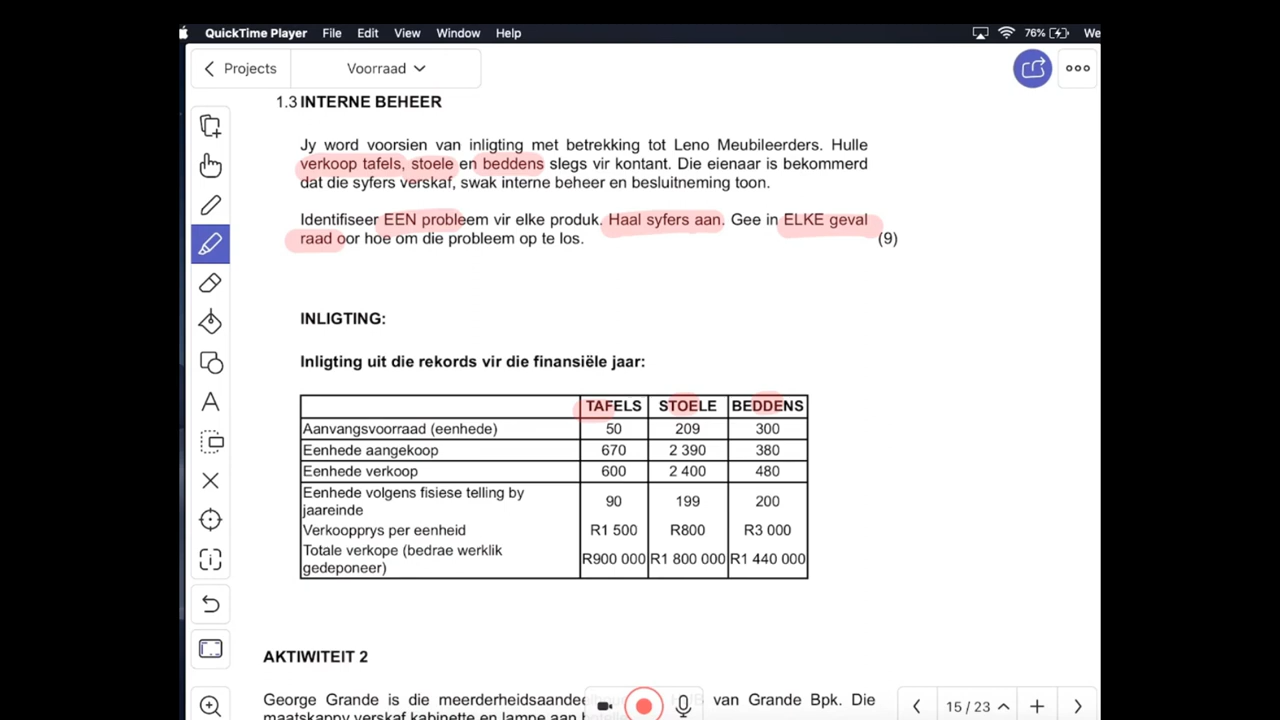 QuickTime Player File Edit View Window Help 76% We
Projects Voorraad
1.3 INTERNE BEHEER
Jy word voorsien van inligting met betrekking tot Leno Meubileerders. Hulle
verkoop tafels, stoele en beddens slegs vir kontant. Die eienaar is bekommerd
dat die syfers verskaf, swak interne beheer en besluitneming toon.
Identifiseer EEN probleem vir elke produk. Haal syfers aan. Gee in ELKE geval
raad oor hoe om die probleem op te los. (9)
INLIGTING:
Inligting uit die rekords vir die finansiële jaar:
TAFELS STOELE BEDDENS
Aanvangsvoorraad (eenhede) 50 209 300
Eenhede aangekoop 670 2 390 380
Eenhede verkoop 600 2 400 480
Eenhede volgens fisiese telling by
jaareinde 90 199 200
Verkoopprys per eenheid R1 500 R800 R3 000
Totale verkope (bedrae werklik
gedeponeer) R900 000 R1 800 000 R1 440 000
AKTIWITEIT 2
George Grande is die van Grande Bpk. Die
maatskappy verskaf kabinette en lampe aan
15 / 23